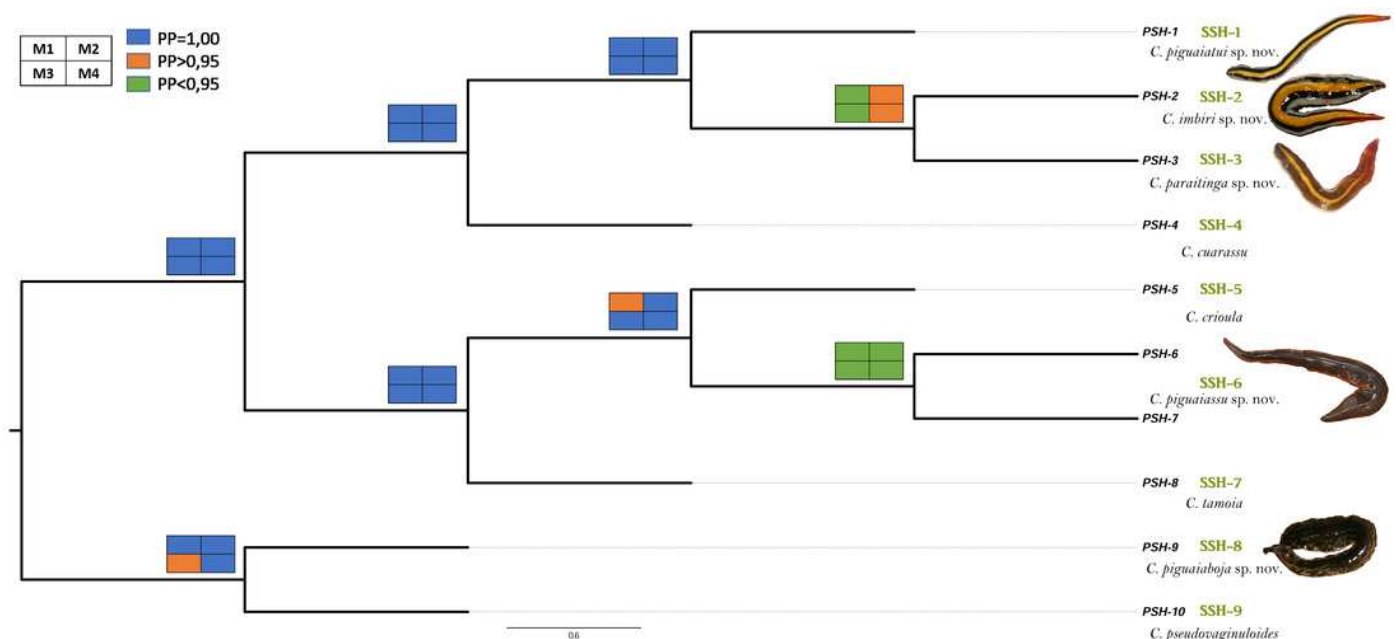 M1 M2
M3 M4
PP=1,00
PP>0,95
PP<0,95
PSH-1 SSH-1
C. piguaiatui sp. nov.
PSH-2 SSH-2
C. imbiri sp. nov.
PSH-3 SSH-3
C. paraitinga sp. nov.
PSH-4 SSH-4
C. cuarassu
PSH-5 SSH-5
C. crioula
PSH-6
SSH-6
C. piguaiassu sp. nov.
PSH-7
PSH-8 SSH-7
C. tamoia
PSH-9 SSH-8
C. piguaiaboja sp. nov.
PSH-10 SSH-9
C. pseudovaginuloides
0.6